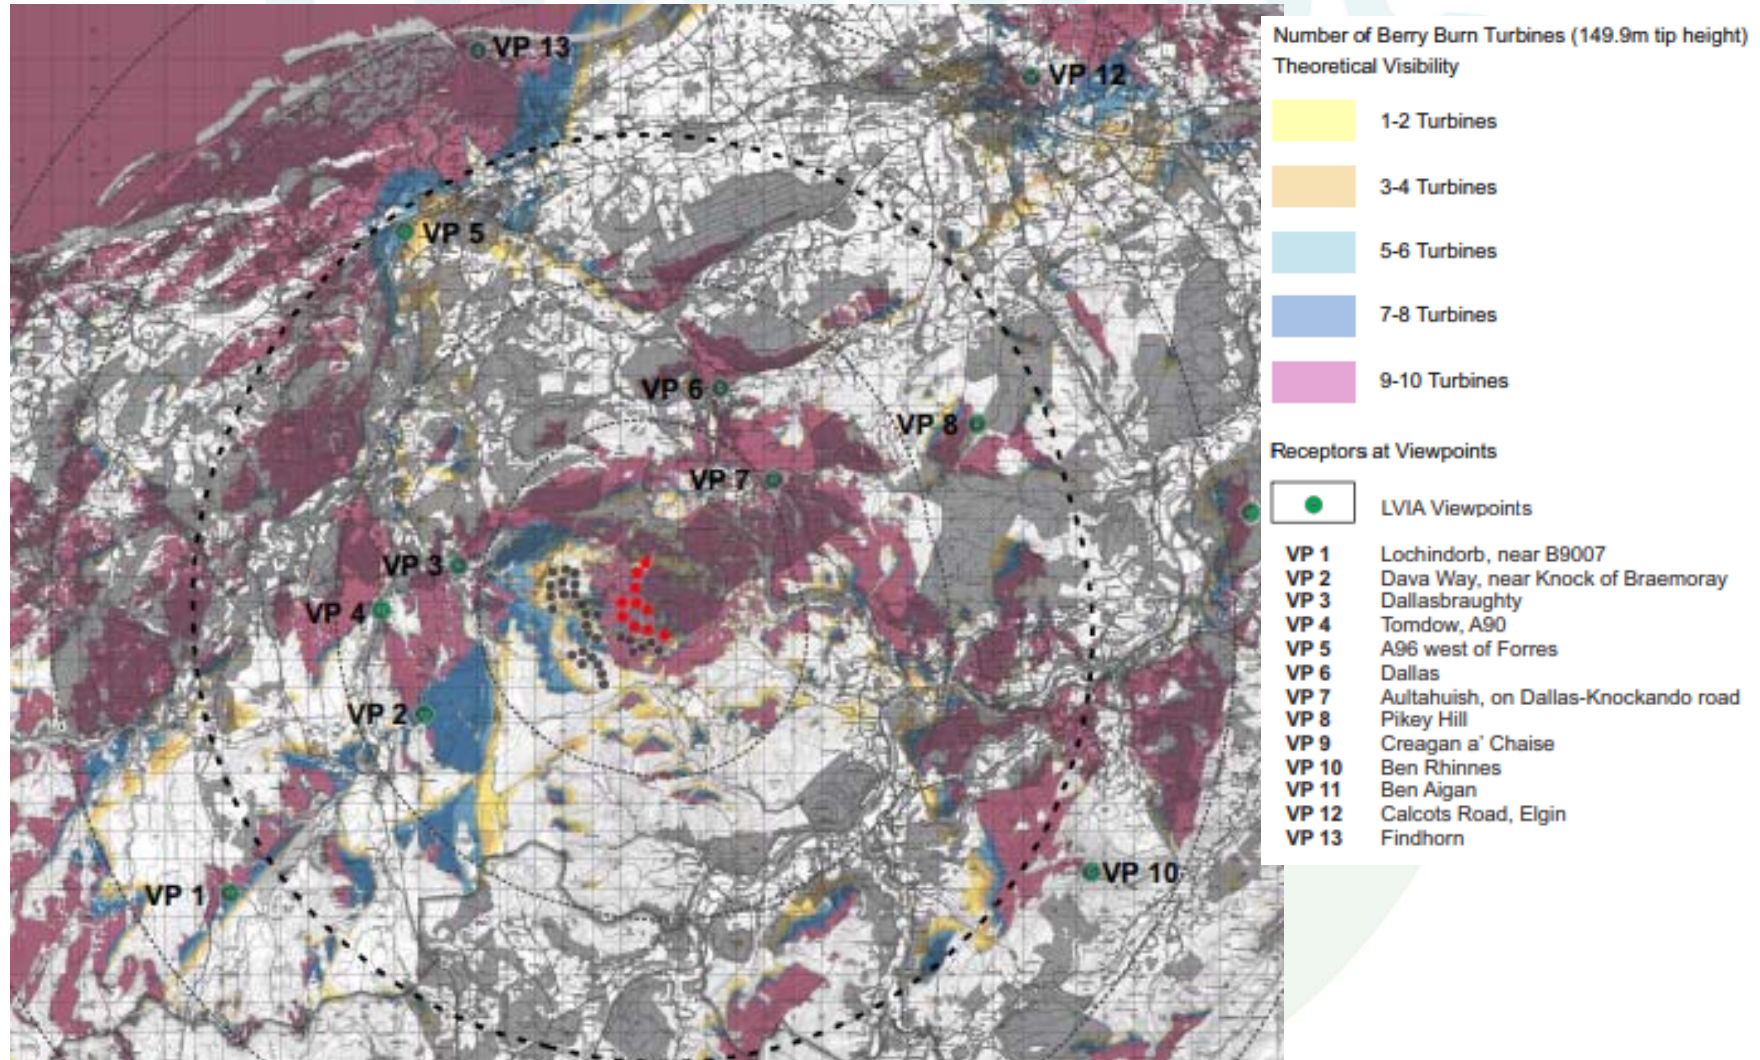 VP 13
VP 12
VP 5
VP 6
VP 8
VP 7
VP 3
VP 4
VP 2
VP 1
VP 10
Number of Berry Burn Turbines (149.9m tip height)
Theoretical Visibility
1-2 Turbines
3-4 Turbines
5-6 Turbines
7-8 Turbines
9-10 Turbines
Receptors at Viewpoints
LVIA Viewpoints
VP 1 Lochindorb, near B9007
VP 2 Dava Way, near Knock of Braemoray
VP 3 Dallasbraughty
VP 4 Tomdow, A90
VP 5 A96 west of Forres
VP 6 Dallas
VP 7 Aultahuish, on Dallas-Knockando road
VP 8 Pikey Hill
VP 9 Creagan a' Chaise
VP 10 Ben Rhinnes
VP 11 Ben Aigan
VP 12 Calcots Road, Elgin
VP 13 Findhorn